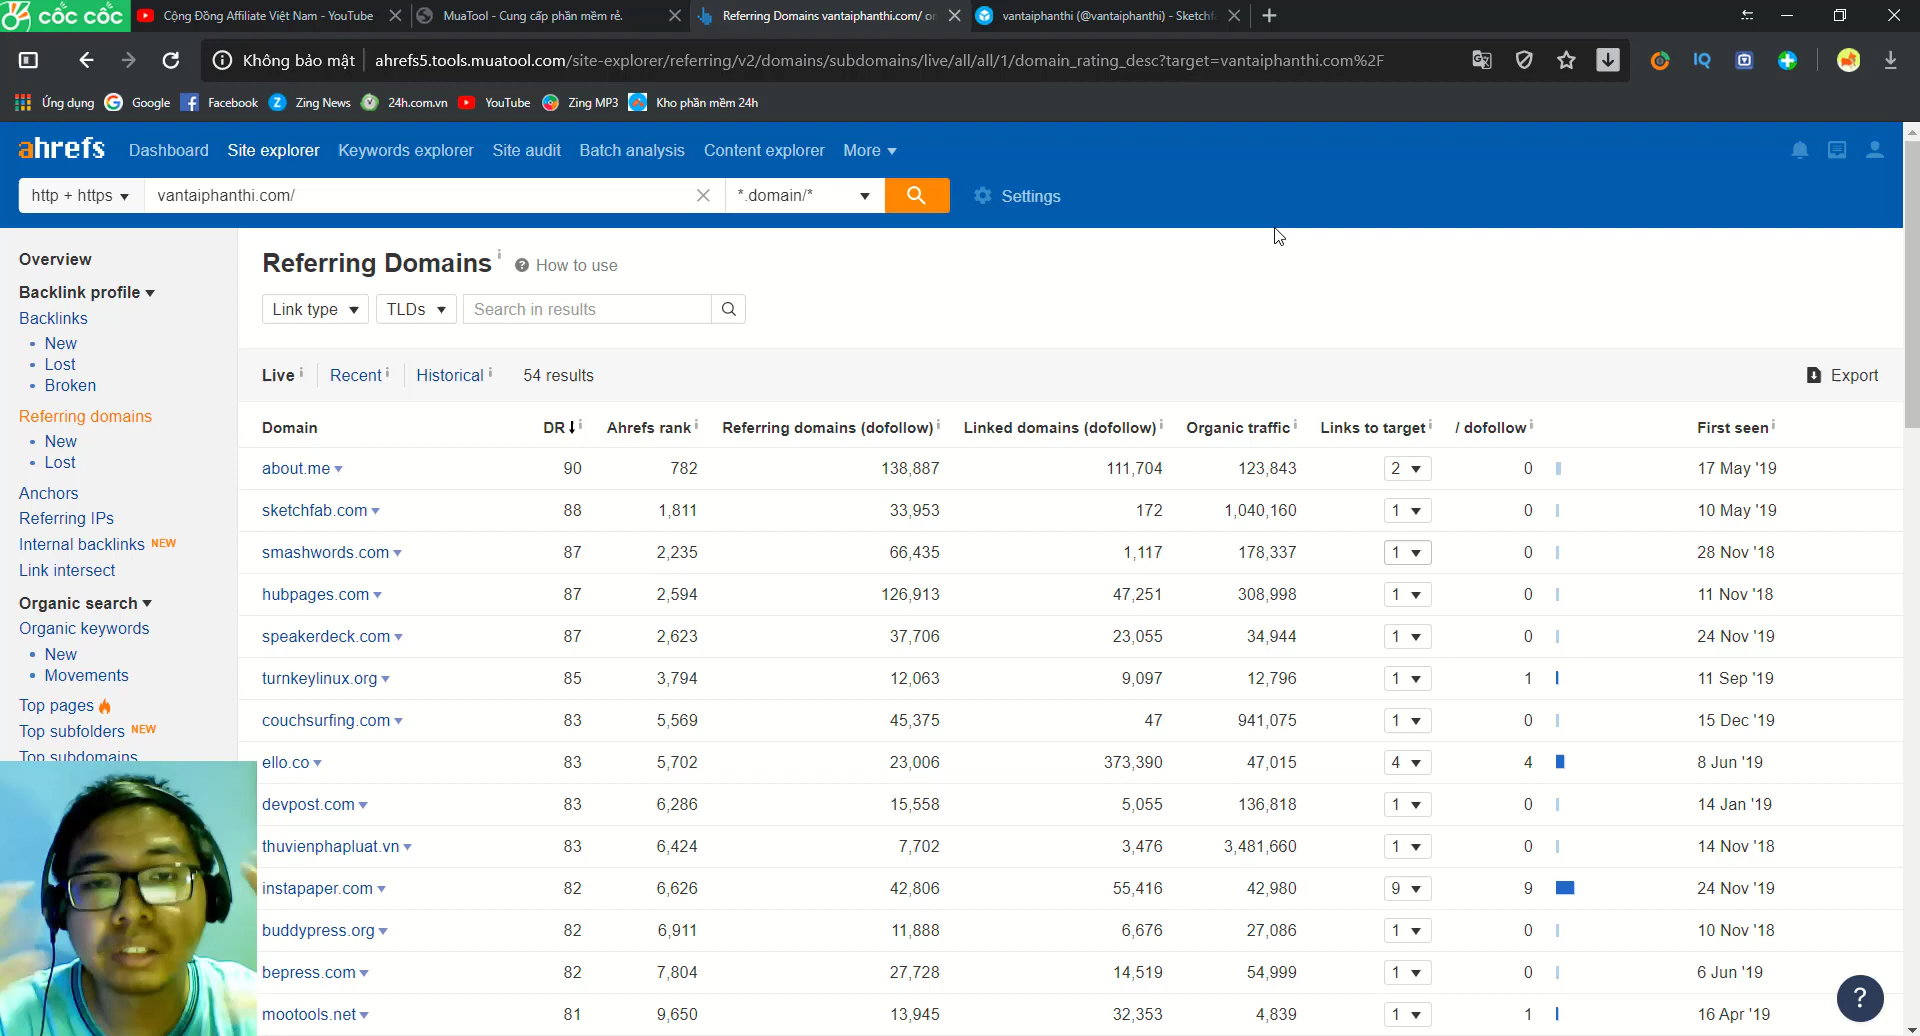 cốc cốc
Cộng Đồng Affiliate Việt Nam - YouTube
MuaTool - Cung cấp phần mềm rẻ.
Referring Domains vantaiphanthi.com/ on
vantaiphanthi (@vantaiphanthi) - Sketchf
Không bảo mật
ahrefs5.tools.muatool.com/site-explorer/referring/v2/domains/subdomains/live/all/all/1/domain_rating_desc?target=vantaiphanthi.com%2F
IQ
Ứng dụng
Google
Facebook
Zing News
24h.com.vn
YouTube
Zing MP3
Kho phần mềm 24h
ahrefs
Dashboard
Site explorer
Keywords explorer
Site audit
Batch analysis
Content explorer
More
http + https
vantaiphanthi.com/
*.domain/*
Settings
Overview
Backlink profile
Backlinks
New
Lost
Broken
Referring domains
New
Lost
Anchors
Referring IPs
Internal backlinks NEW
Link intersect
Organic search
Organic keywords
New
Movements
Top pages
Top subfolders NEW
Top subdomains
Referring Domains
How to use
Link type
TLDs
Search in results
Live
Recent
Historical
54 results
Export
Domain DR Ahrefs rank Referring domains (dofollow) Linked domains (dofollow) Organic traffic Links to target / dofollow First seen
about.me 90 782 138,887 111,704 123,843 2 0 17 May '19
sketchfab.com 88 1,811 33,953 172 1,040,160 1 0 10 May '19
smashwords.com 87 2,235 66,435 1,117 178,337 1 0 28 Nov '18
hubpages.com 87 2,594 126,913 47,251 308,998 1 0 11 Nov '18
speakerdeck.com 87 2,623 37,706 23,055 34,944 1 0 24 Nov '19
turnkeylinux.org 85 3,794 12,063 9,097 12,796 1 1 11 Sep '19
couchsurfing.com 83 5,569 45,375 47 941,075 1 0 15 Dec '19
ello.co 83 5,702 23,006 373,390 47,015 4 4 8 Jun '19
devpost.com 83 6,286 15,558 5,055 136,818 1 0 14 Jan '19
thuvienphapluat.vn 83 6,424 7,702 3,476 3,481,660 1 0 14 Nov '18
instapaper.com 82 6,626 42,806 55,416 42,980 9 9 24 Nov '19
buddypress.org 82 6,911 11,888 6,676 27,086 1 0 10 Nov '18
bepress.com 82 7,804 27,728 14,519 54,999 1 0 6 Jun '19
mootools.net 81 9,650 13,945 32,353 4,839 1 1 16 Apr '19
?